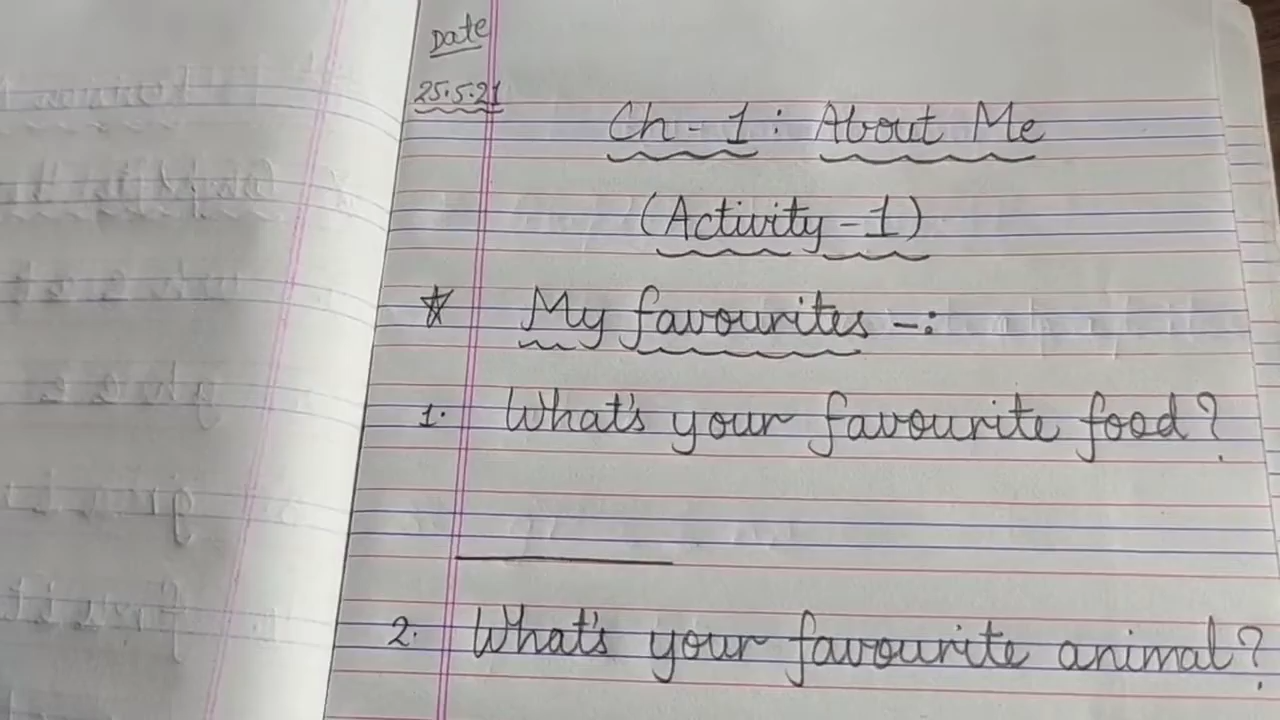 Date
25.5.21
Ch - 1 : About Me
(Activity - 1)
☆ My favourites -:
1. What's your favourite food?
2. What's your favourite animal?